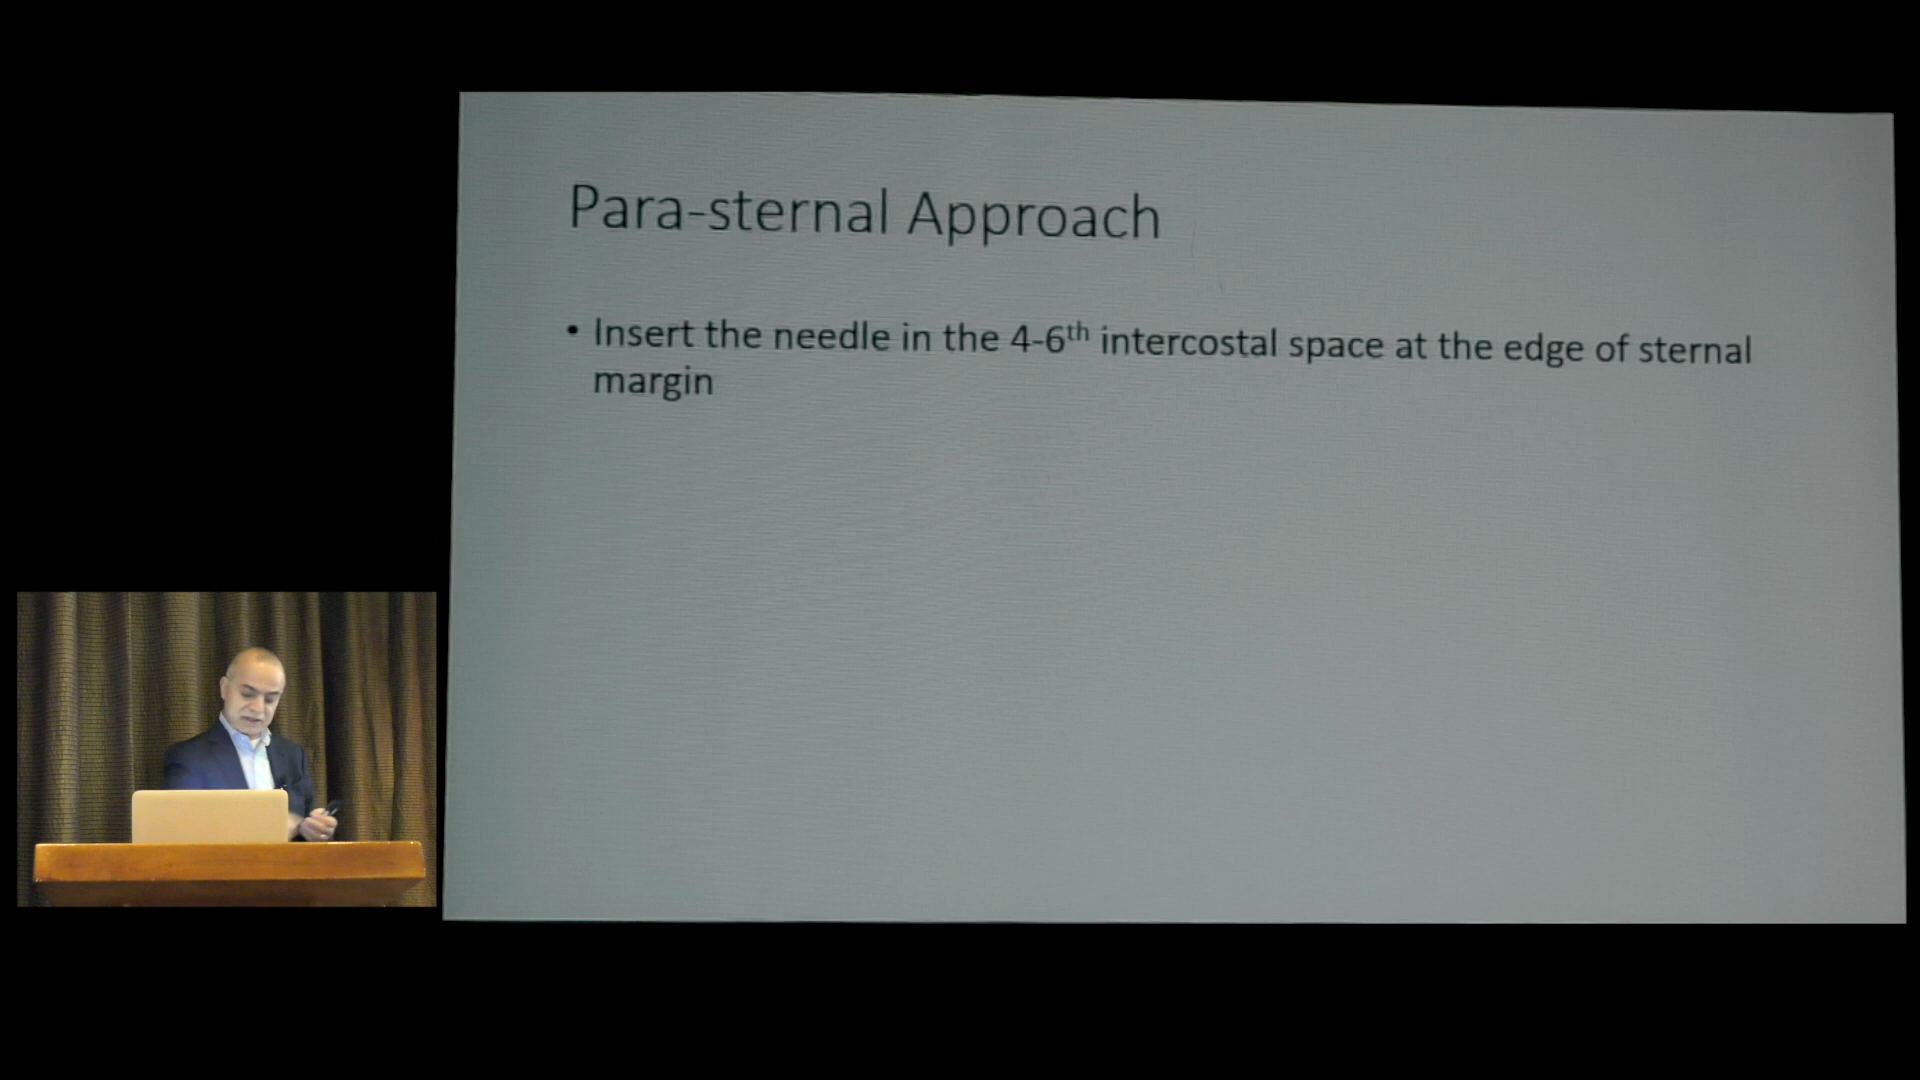 Para-sternal Approach
• Insert the needle in the 4-6th intercostal space at the edge of sternal
margin